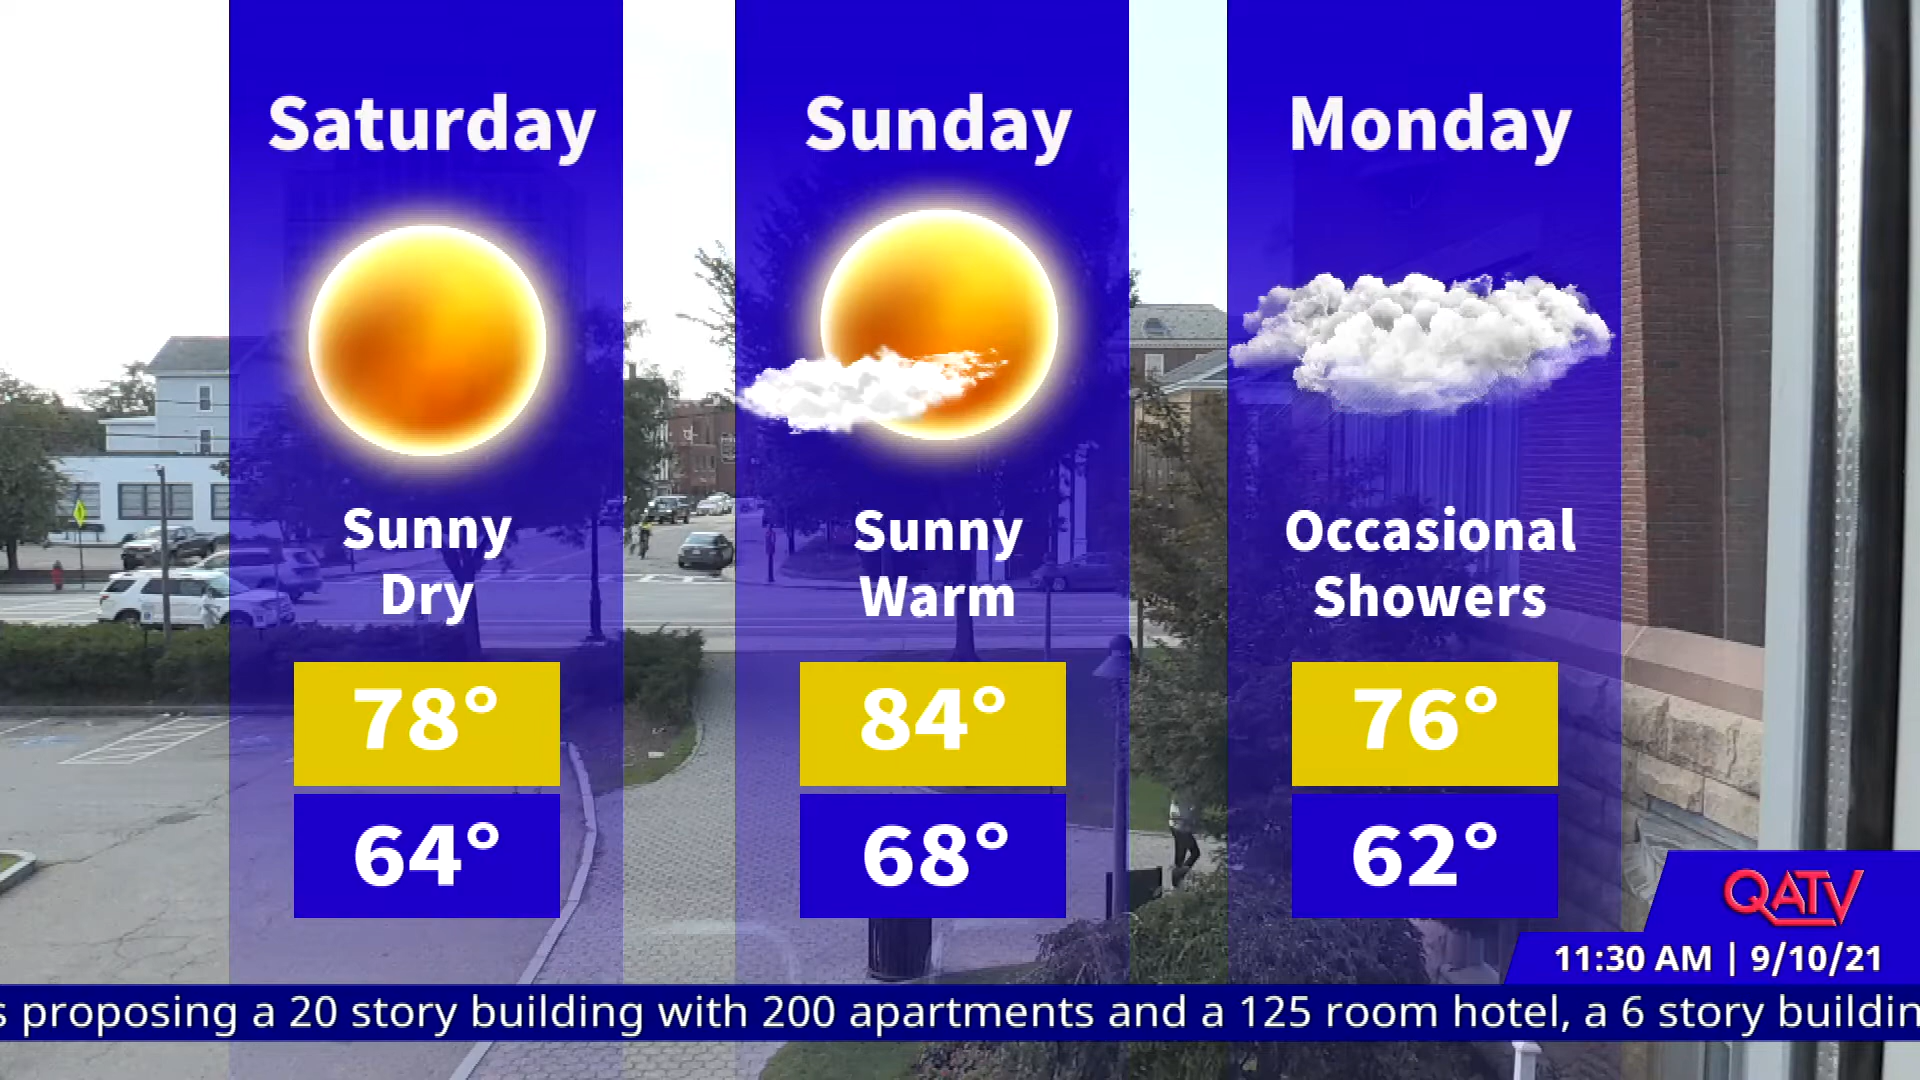 Saturday
Sunny
Dry
78°
64°
Sunday
Sunny
Warm
84°
68°
Monday
Occasional
Showers
76°
62°
QATV
11:30 AM | 9/10/21
s proposing a 20 story building with 200 apartments and a 125 room hotel, a 6 story buildin